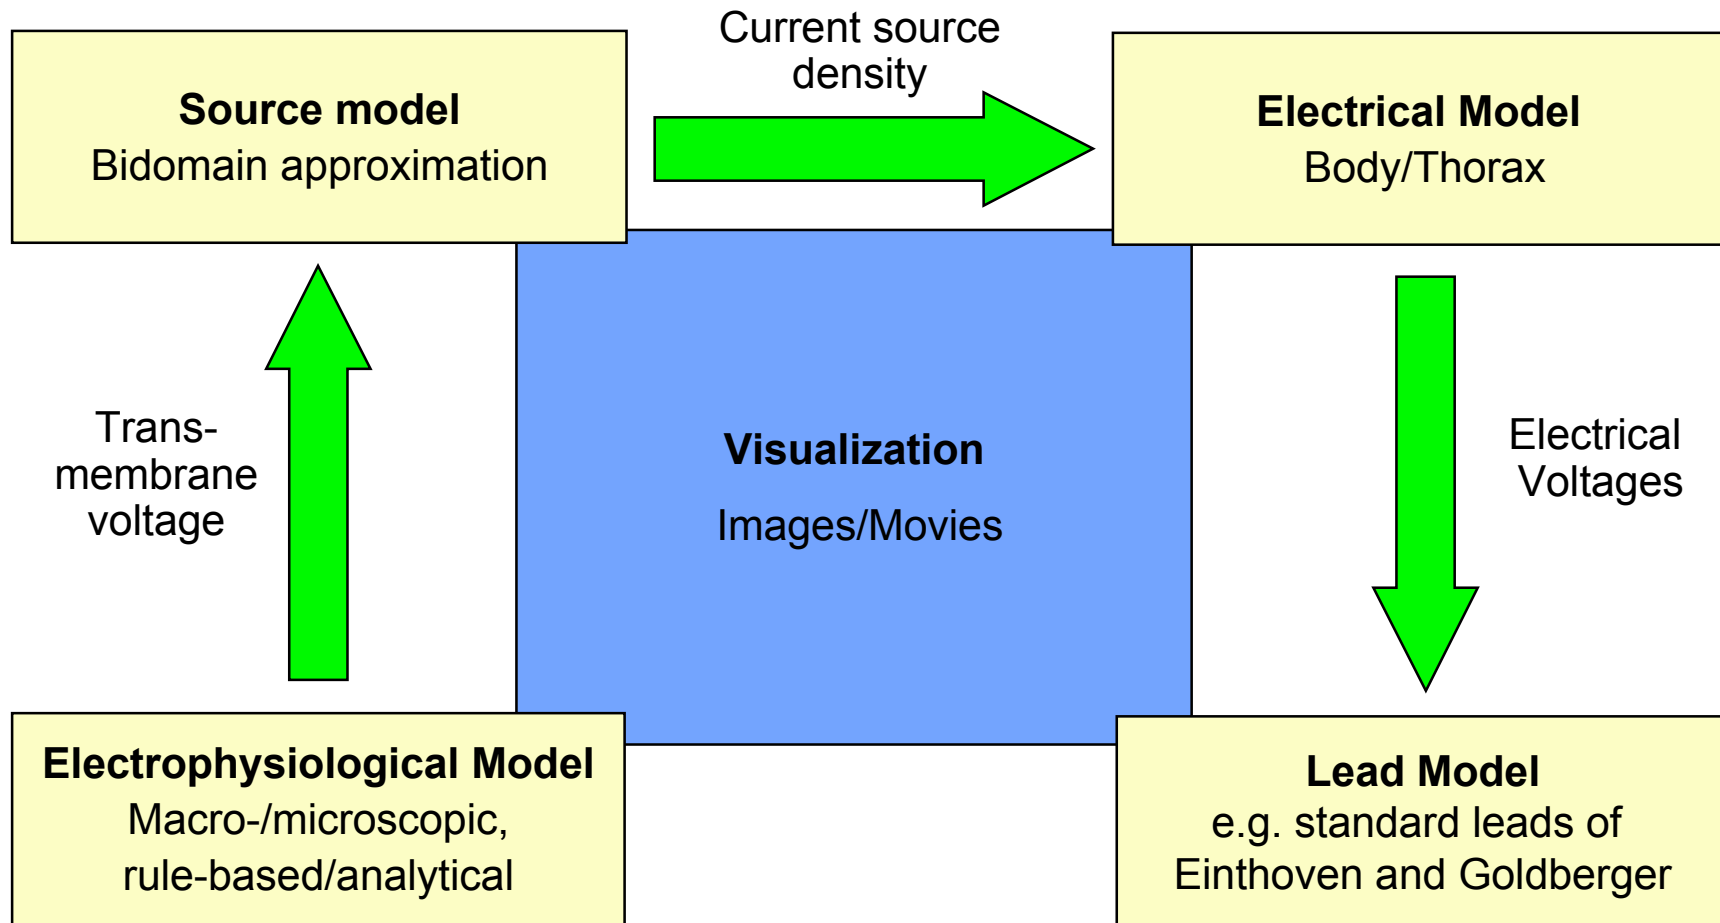 Current source
density
Source model
Bidomain approximation
Electrical Model
Body/Thorax
Trans-
membrane
voltage
Visualization
Images/Movies
Electrical
Voltages
Electrophysiological Model
Macro-/microscopic,
rule-based/analytical
Lead Model
e.g. standard leads of
Einthoven and Goldberger